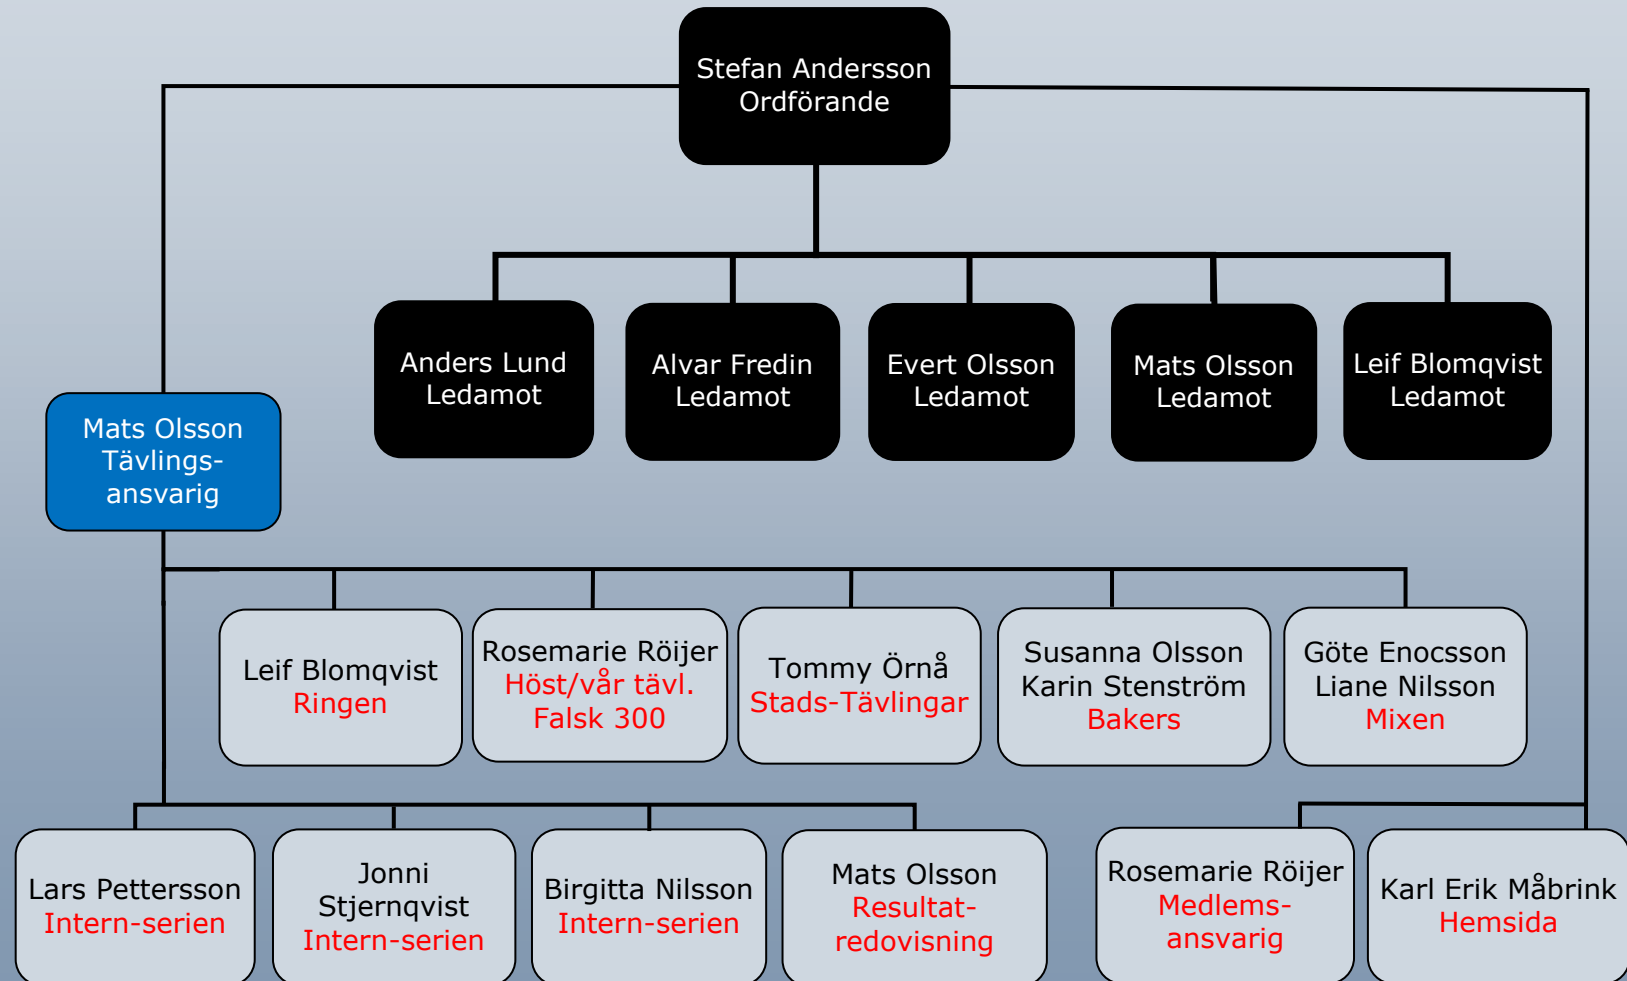 Stefan Andersson
Ordförande
Anders Lund
Ledamot
Alvar Fredin
Ledamot
Evert Olsson
Ledamot
Mats Olsson
Ledamot
Leif Blomqvist
Ledamot
Mats Olsson
Tävlings-
ansvarig
Leif Blomqvist
Ringen
Rosemarie Röijer
Höst/vår tävl.
Falsk 300
Tommy Örnå
Stads-Tävlingar
Susanna Olsson
Karin Stenström
Bakers
Göte Enocsson
Liane Nilsson
Mixen
Lars Pettersson
Intern-serien
Jonni
Stjernqvist
Intern-serien
Birgitta Nilsson
Intern-serien
Mats Olsson
Resultat-
redovisning
Rosemarie Röijer
Medlems-
ansvarig
Karl Erik Måbrink
Hemsida